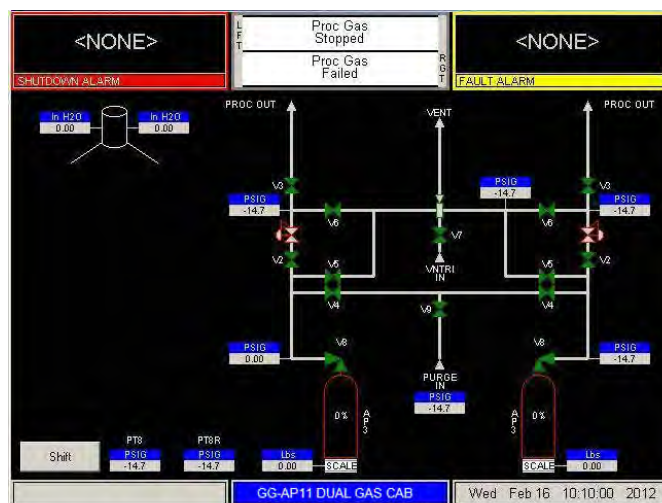 <NONE>
SHUTDOWN ALARM
LFT
Proc Gas
Stopped
Proc Gas
Failed
RGT
<NONE>
FAULT ALARM
In H2O
0.00
In H2O
0.00
PROC OUT
VENT
PROC OUT
V3
PSIG
-14.7
V3
PSIG
-14.7
PSIG
-14.7
V6
V7
V6
V2
VNTRI
IN
V5
V5
V2
V4
V9
V4
PSIG
0.00
V8
V8
PSIG
-14.7
PURGE
IN
PSIG
-14.7
0%
AP3
AP3
0%
Shift
PT8
PSIG
-14.7
PT8R
PSIG
-14.7
Lbs
0.00
SCALE
SCALE
Lbs
0.00
GG-AP11 DUAL GAS CAB
Wed Feb 16 10:10:00 2012